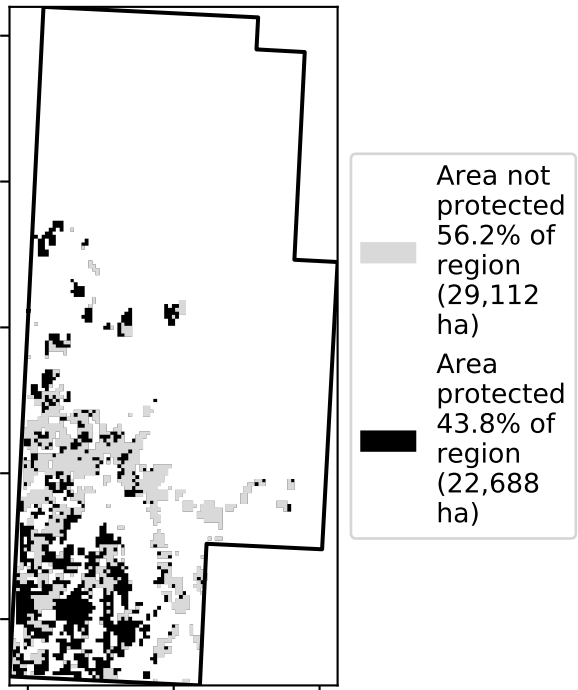 Area not
protected
56.2% of
region
(29,112
ha)
Area
protected
43.8% of
region
(22,688
ha)